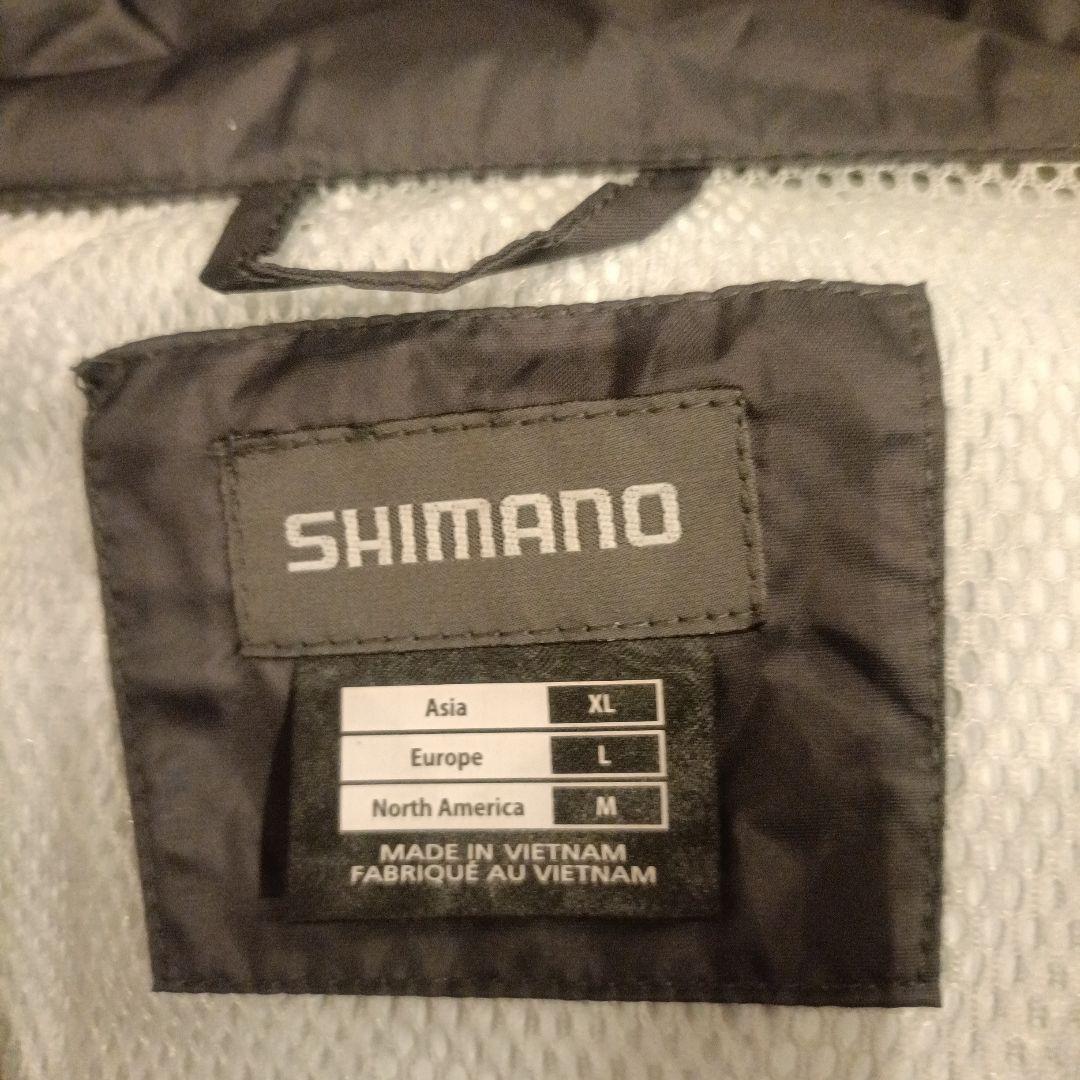 SHIMANO
Asia XL
Europe L
North America M
MADE IN VIETNAM
FABRIQUÉ AU VIETNAM